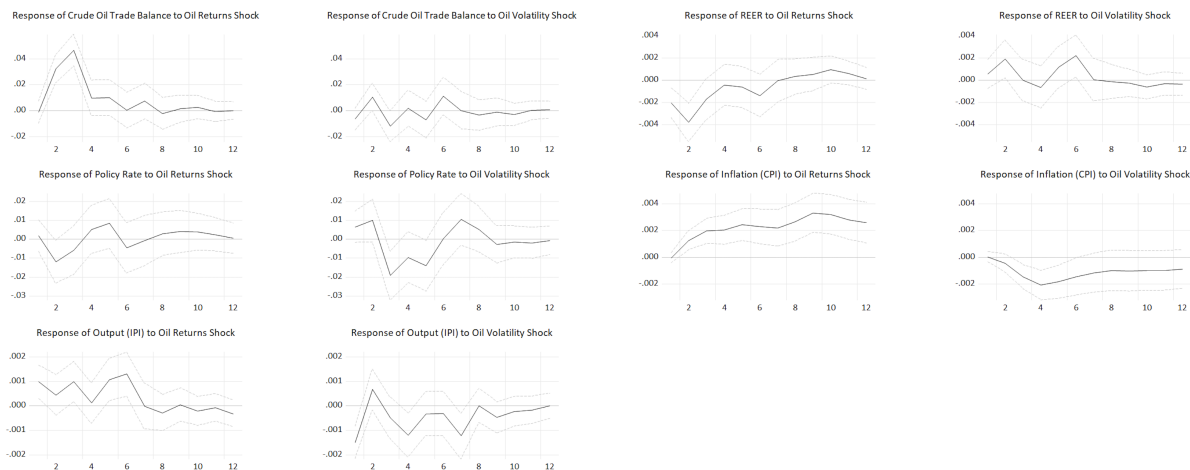 Response of Crude Oil Trade Balance to Oil Returns Shock
.04
.02
.00
-.02
2 4 6 8 10 12
Response of Crude Oil Trade Balance to Oil Volatility Shock
.04
.02
.00
-.02
2 4 6 8 10 12
Response of REER to Oil Returns Shock
.004
.002
.000
-.002
-.004
2 4 6 8 10 12
Response of REER to Oil Volatility Shock
.004
.002
.000
-.002
-.004
2 4 6 8 10 12
Response of Policy Rate to Oil Returns Shock
.02
.01
.00
-.01
-.02
-.03
2 4 6 8 10 12
Response of Policy Rate to Oil Volatility Shock
.02
.01
.00
-.01
-.02
-.03
2 4 6 8 10 12
Response of Inflation (CPI) to Oil Returns Shock
.004
.002
.000
-.002
2 4 6 8 10 12
Response of Inflation (CPI) to Oil Volatility Shock
.004
.002
.000
-.002
2 4 6 8 10 12
Response of Output (IPI) to Oil Returns Shock
.002
.001
.000
-.001
-.002
2 4 6 8 10 12
Response of Output (IPI) to Oil Volatility Shock
.002
.001
.000
-.001
-.002
2 4 6 8 10 12